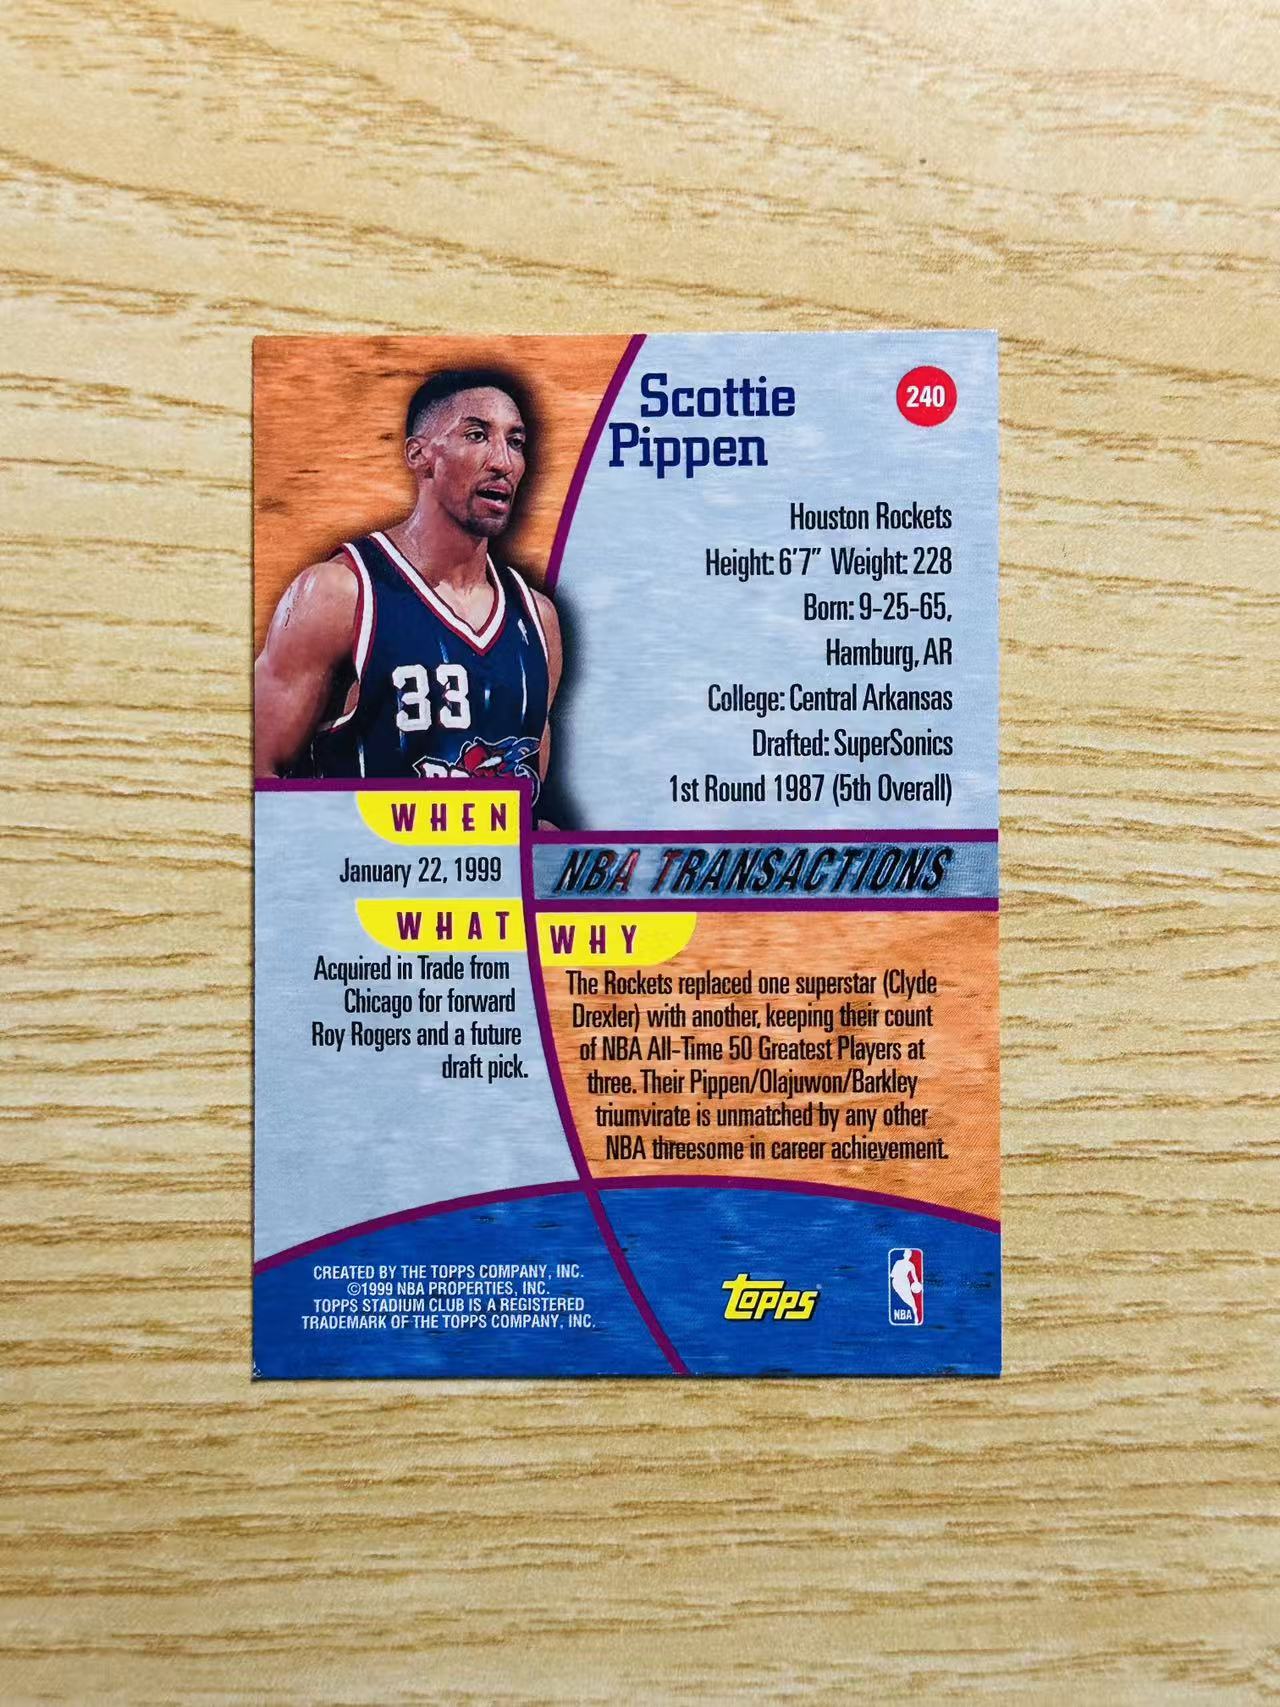 Scottie
Pippen
240
Houston Rockets
Height: 6'7" Weight: 228
Born: 9-25-65,
Hamburg, AR
College: Central Arkansas
Drafted: SuperSonics
1st Round 1987 (5th Overall)
33
WHEN
January 22, 1999
WHAT
Acquired in Trade from
Chicago for forward
Roy Rogers and a future
draft pick.
NBA TRANSACTIONS
WHY
The Rockets replaced one superstar (Clyde
Drexler) with another, keeping their count
of NBA All-Time 50 Greatest Players at
three. Their Pippen/Olajuwon/Barkley
triumvirate is unmatched by any other
NBA threesome in career achievement.
CREATED BY THE TOPPS COMPANY, INC.
©1999 NBA PROPERTIES, INC.
TOPPS STADIUM CLUB IS A REGISTERED
TRADEMARK OF THE TOPPS COMPANY, INC.
Topps
NBA